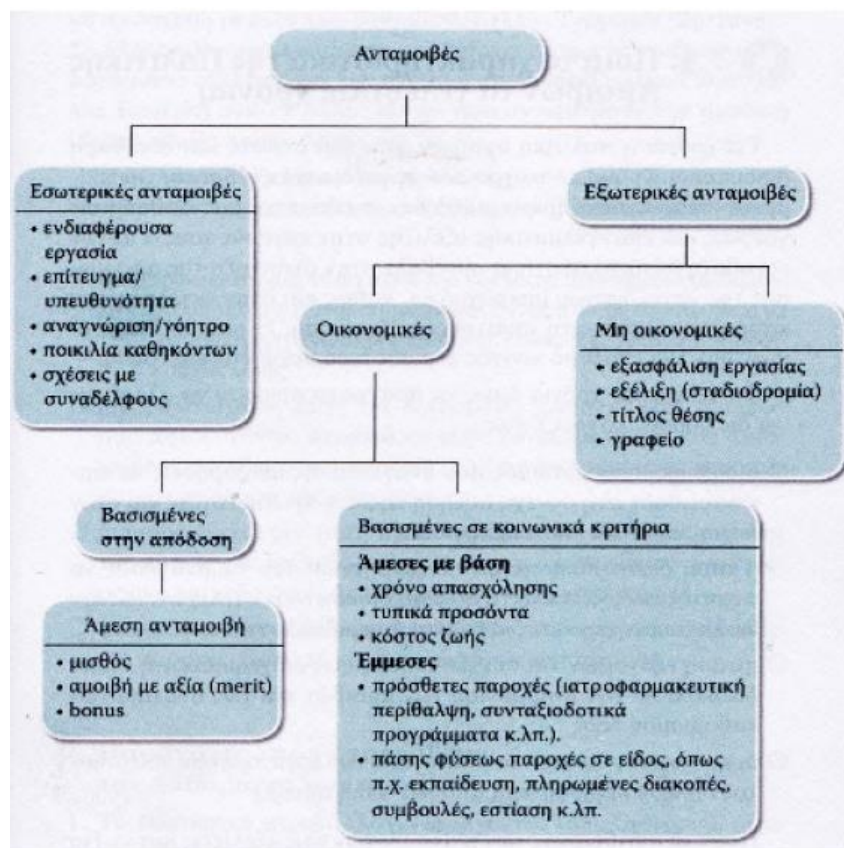 Ανταμοιβές
Εσωτερικές ανταμοιβές
• ενδιαφέρουσα
εργασία
• επίτευγμα/
υπευθυνότητα
• αναγνώριση/γόητρο
• ποικιλία καθηκόντων
• σχέσεις με
συναδέλφους
Εξωτερικές ανταμοιβές
Οικονομικές
Μη οικονομικές
• εξασφάλιση εργασίας
• εξέλιξη (σταδιοδρομία)
• τίτλος θέσης
• γραφείο
Βασισμένες
στην απόδοση
Άμεση ανταμοιβή
• μισθός
• αμοιβή με αξία (merit)
• bonus
Βασισμένες σε κοινωνικά κριτήρια
Άμεσες με βάση
• χρόνο απασχόλησης
• τυπικά προσόντα
• κόστος ζωής
Έμμεσες
• πρόσθετες παροχές (ιατροφαρμακευτική
περίθαλψη, συνταξιοδοτικά
προγράμματα κ.λπ.).
• πάσης φύσεως παροχές σε είδος, όπως
π.χ. εκπαίδευση, πληρωμένες διακοπές,
συμβουλές, εστίαση κ.λπ.